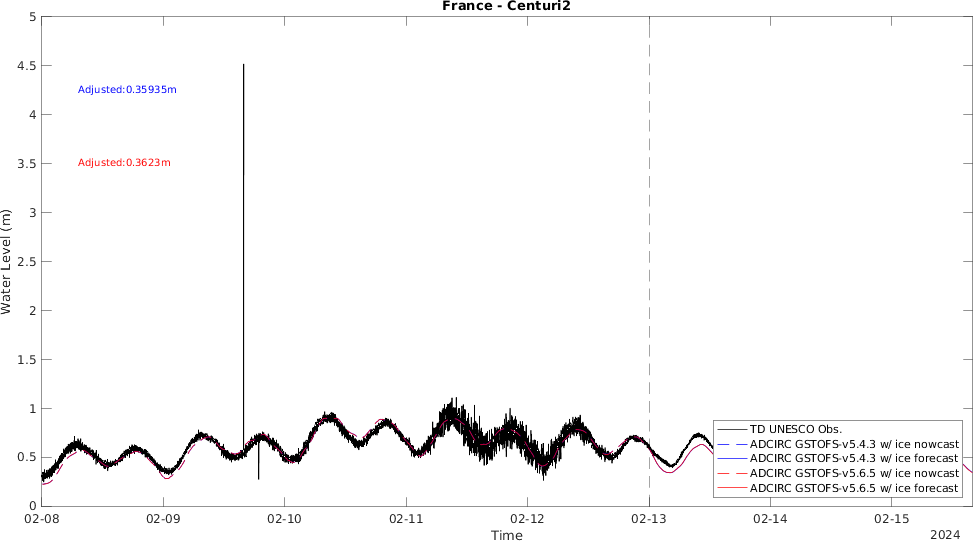 France - Centuri2
5
4.5
4
3.5
3
2.5
2
1.5
1
0.5
0
Water Level (m)
Adjusted:0.35935m
Adjusted:0.3623m
TD UNESCO Obs.
ADCIRC GSTOFS-v5.4.3 w/ ice nowcast
ADCIRC GSTOFS-v5.4.3 w/ ice forecast
ADCIRC GSTOFS-v5.6.5 w/ ice nowcast
ADCIRC GSTOFS-v5.6.5 w/ ice forecast
02-08 02-09 02-10 02-11 02-12 02-13 02-14 02-15
Time
2024